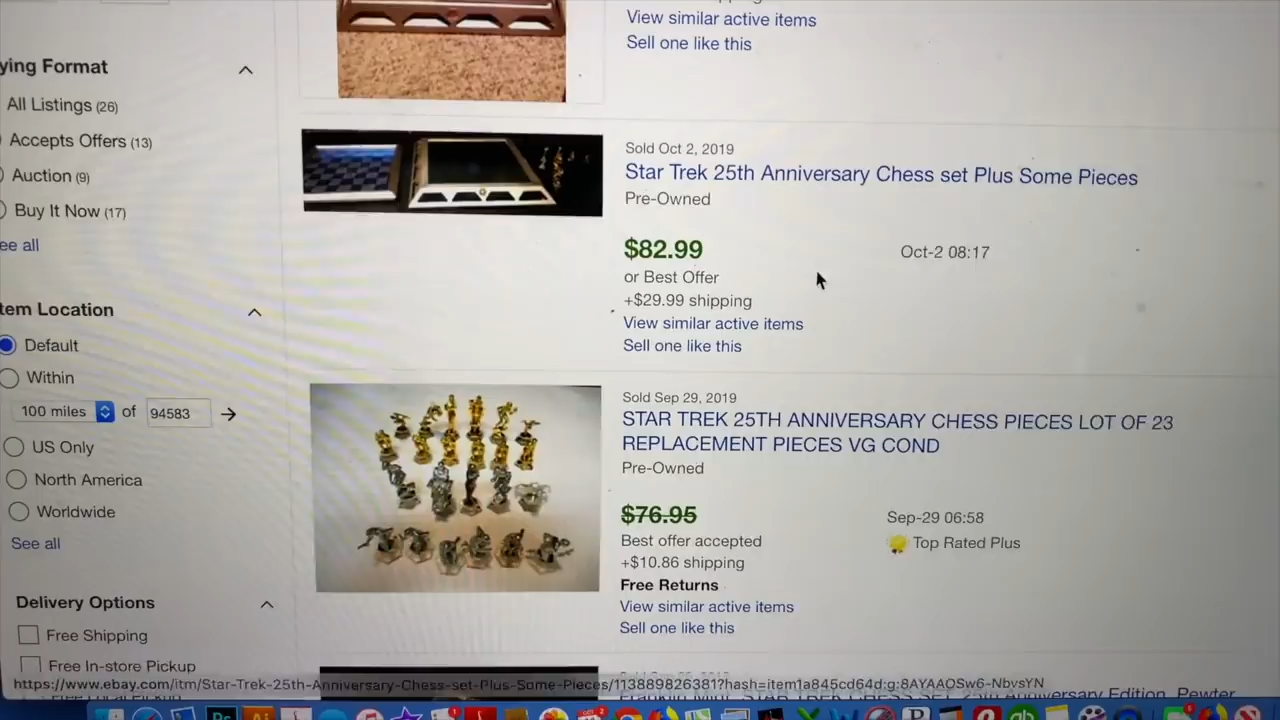 View similar active items
Sell one like this
ying Format
All Listings (26)
Accepts Offers (13)
Auction (9)
Buy It Now (17)
ee all
tem Location
Default
Within
100 miles of 94583
US Only
North America
Worldwide
See all
Delivery Options
Free Shipping
Free In-store Pickup
Sold Oct 2, 2019
Star Trek 25th Anniversary Chess set Plus Some Pieces
Pre-Owned
$82.99
Oct-2 08:17
or Best Offer
+$29.99 shipping
View similar active items
Sell one like this
Sold Sep 29, 2019
STAR TREK 25TH ANNIVERSARY CHESS PIECES LOT OF 23
REPLACEMENT PIECES VG COND
Pre-Owned
$76.95
Sep-29 06:58
Best offer accepted
Top Rated Plus
+$10.86 shipping
Free Returns
View similar active items
Sell one like this
https://www.ebay.com/itm/Star-Trek-25th-Anniversary-Chess-set-Plus-Some-Pieces/113889826381?hash=item1a845cd64d:g:8AYAAOSw6-NbvsYN
Anniversary Edition, Pewter